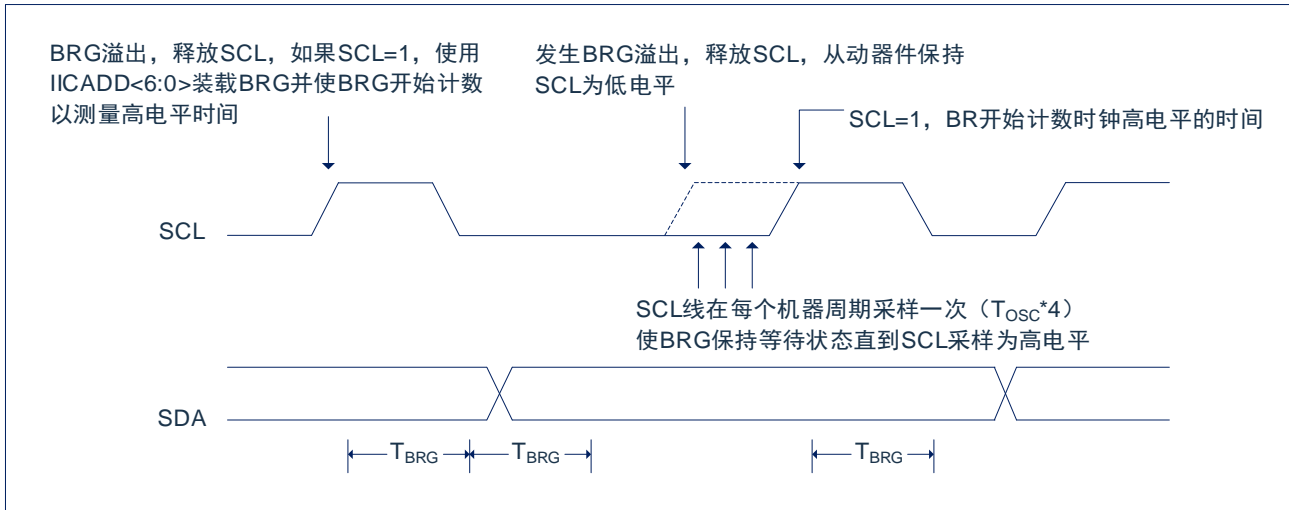 BRG溢出，释放SCL，如果SCL=1，使用
IICADD<6:0>装载BRG并使BRG开始计数
以测量高电平时间
发生BRG溢出，释放SCL，从动器件保持
SCL为低电平
SCL=1，BR开始计数时钟高电平的时间
SCL
SCL线在每个机器周期采样一次（TOSC*4）
使BRG保持等待状态直到SCL采样为高电平
SDA
TBRG
TBRG
TBRG